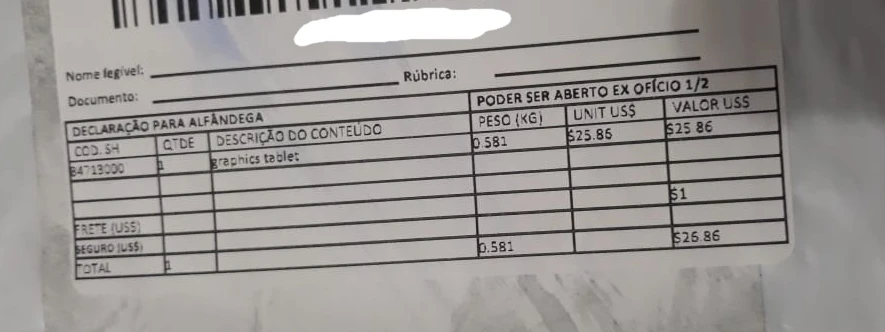 Nome legível:
Documento: Rúbrica:
DECLARAÇÃO PARA ALFÂNDEGA PODER SER ABERTO EX OFÍCIO 1/2
COD. SH QTDE DESCRIÇÃO DO CONTEÚDO PESO (KG) UNIT US$ VALOR US$
84713000 1 graphics tablet 0.581 $25.86 $25.86
$1
FRETE (US$)
SEGURO (US$)
TOTAL 1 0.581 $26.86